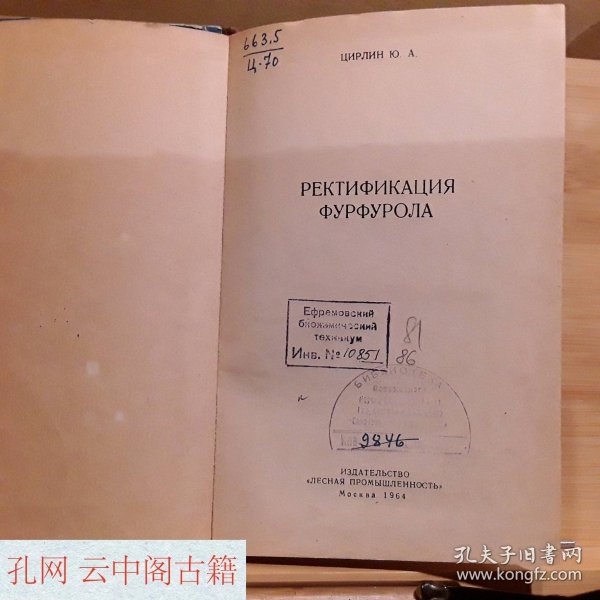 663.5
Ц-70
ЦИРЛИН Ю. А.
РЕКТИФИКАЦИЯ
ФУРФУРОЛА
Ефремовский
биохимический
техникум
Инв. № 10851
81
86
БИБЛИОТЕКА
9846
ИЗДАТЕЛЬСТВО
«ЛЕСНАЯ ПРОМЫШЛЕННОСТЬ»
Москва 1964
孔网 云中阁古籍
孔夫子旧书网
www.kongfz.com